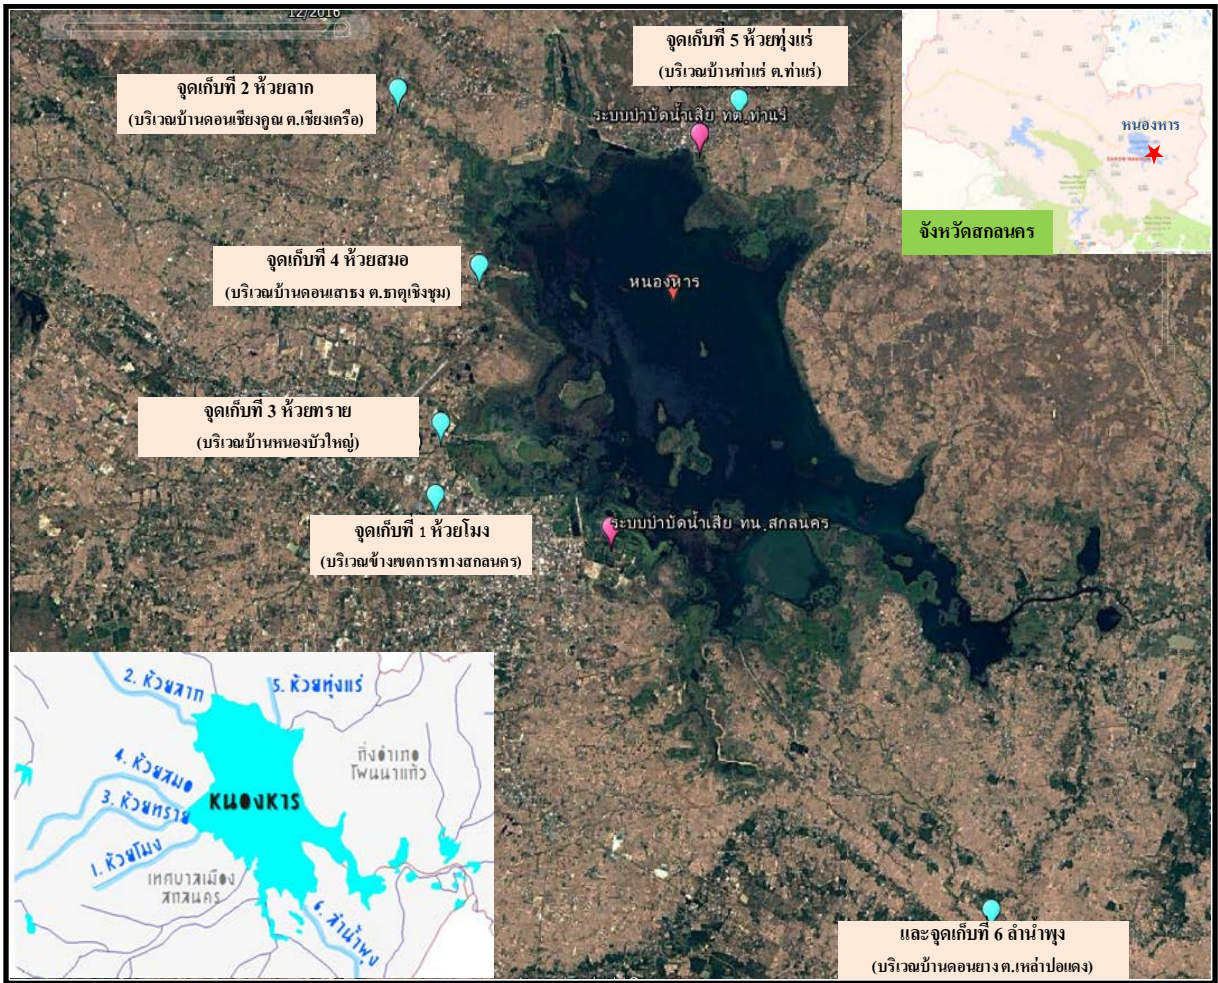 12/2016
จุดเก็บที่ 5 ห้วยทุ่งแร่
(บริเวณบ้านท่าแร่ ต.ท่าแร่)
จุดเก็บที่ 2 ห้วยลาก
(บริเวณบ้านดอนเชียงคูณ ต.เชียงเครือ)
ระบบบำบัดน้ำเสีย ทต.ท่าแร่
หนองหาร
จังหวัดสกลนคร
จุดเก็บที่ 4 ห้วยสมอ
(บริเวณบ้านดอนเสาธง ต.ธาตุเชิงชุม)
หนองหาร
จุดเก็บที่ 3 ห้วยทราย
(บริเวณบ้านหนองบัวใหญ่)
จุดเก็บที่ 1 ห้วยโมง
(บริเวณข้างเขตการทางสกลนคร)
ระบบบำบัดน้ำเสีย ทน.สกลนคร
2. ห้วยลาก
5. ห้วยทุ่งแร่
4. ห้วยสมอ
กิ่งอำเภอ
โพนนาแก้ว
3. ห้วยทราย
หนองหาร
1. ห้วยโมง
เทศบาลเมือง
สกลนคร
6. ลำน้ำพุง
และจุดเก็บที่ 6 ลำน้ำพุง
(บริเวณบ้านดอนยาง ต.เหล่าปอแดง)